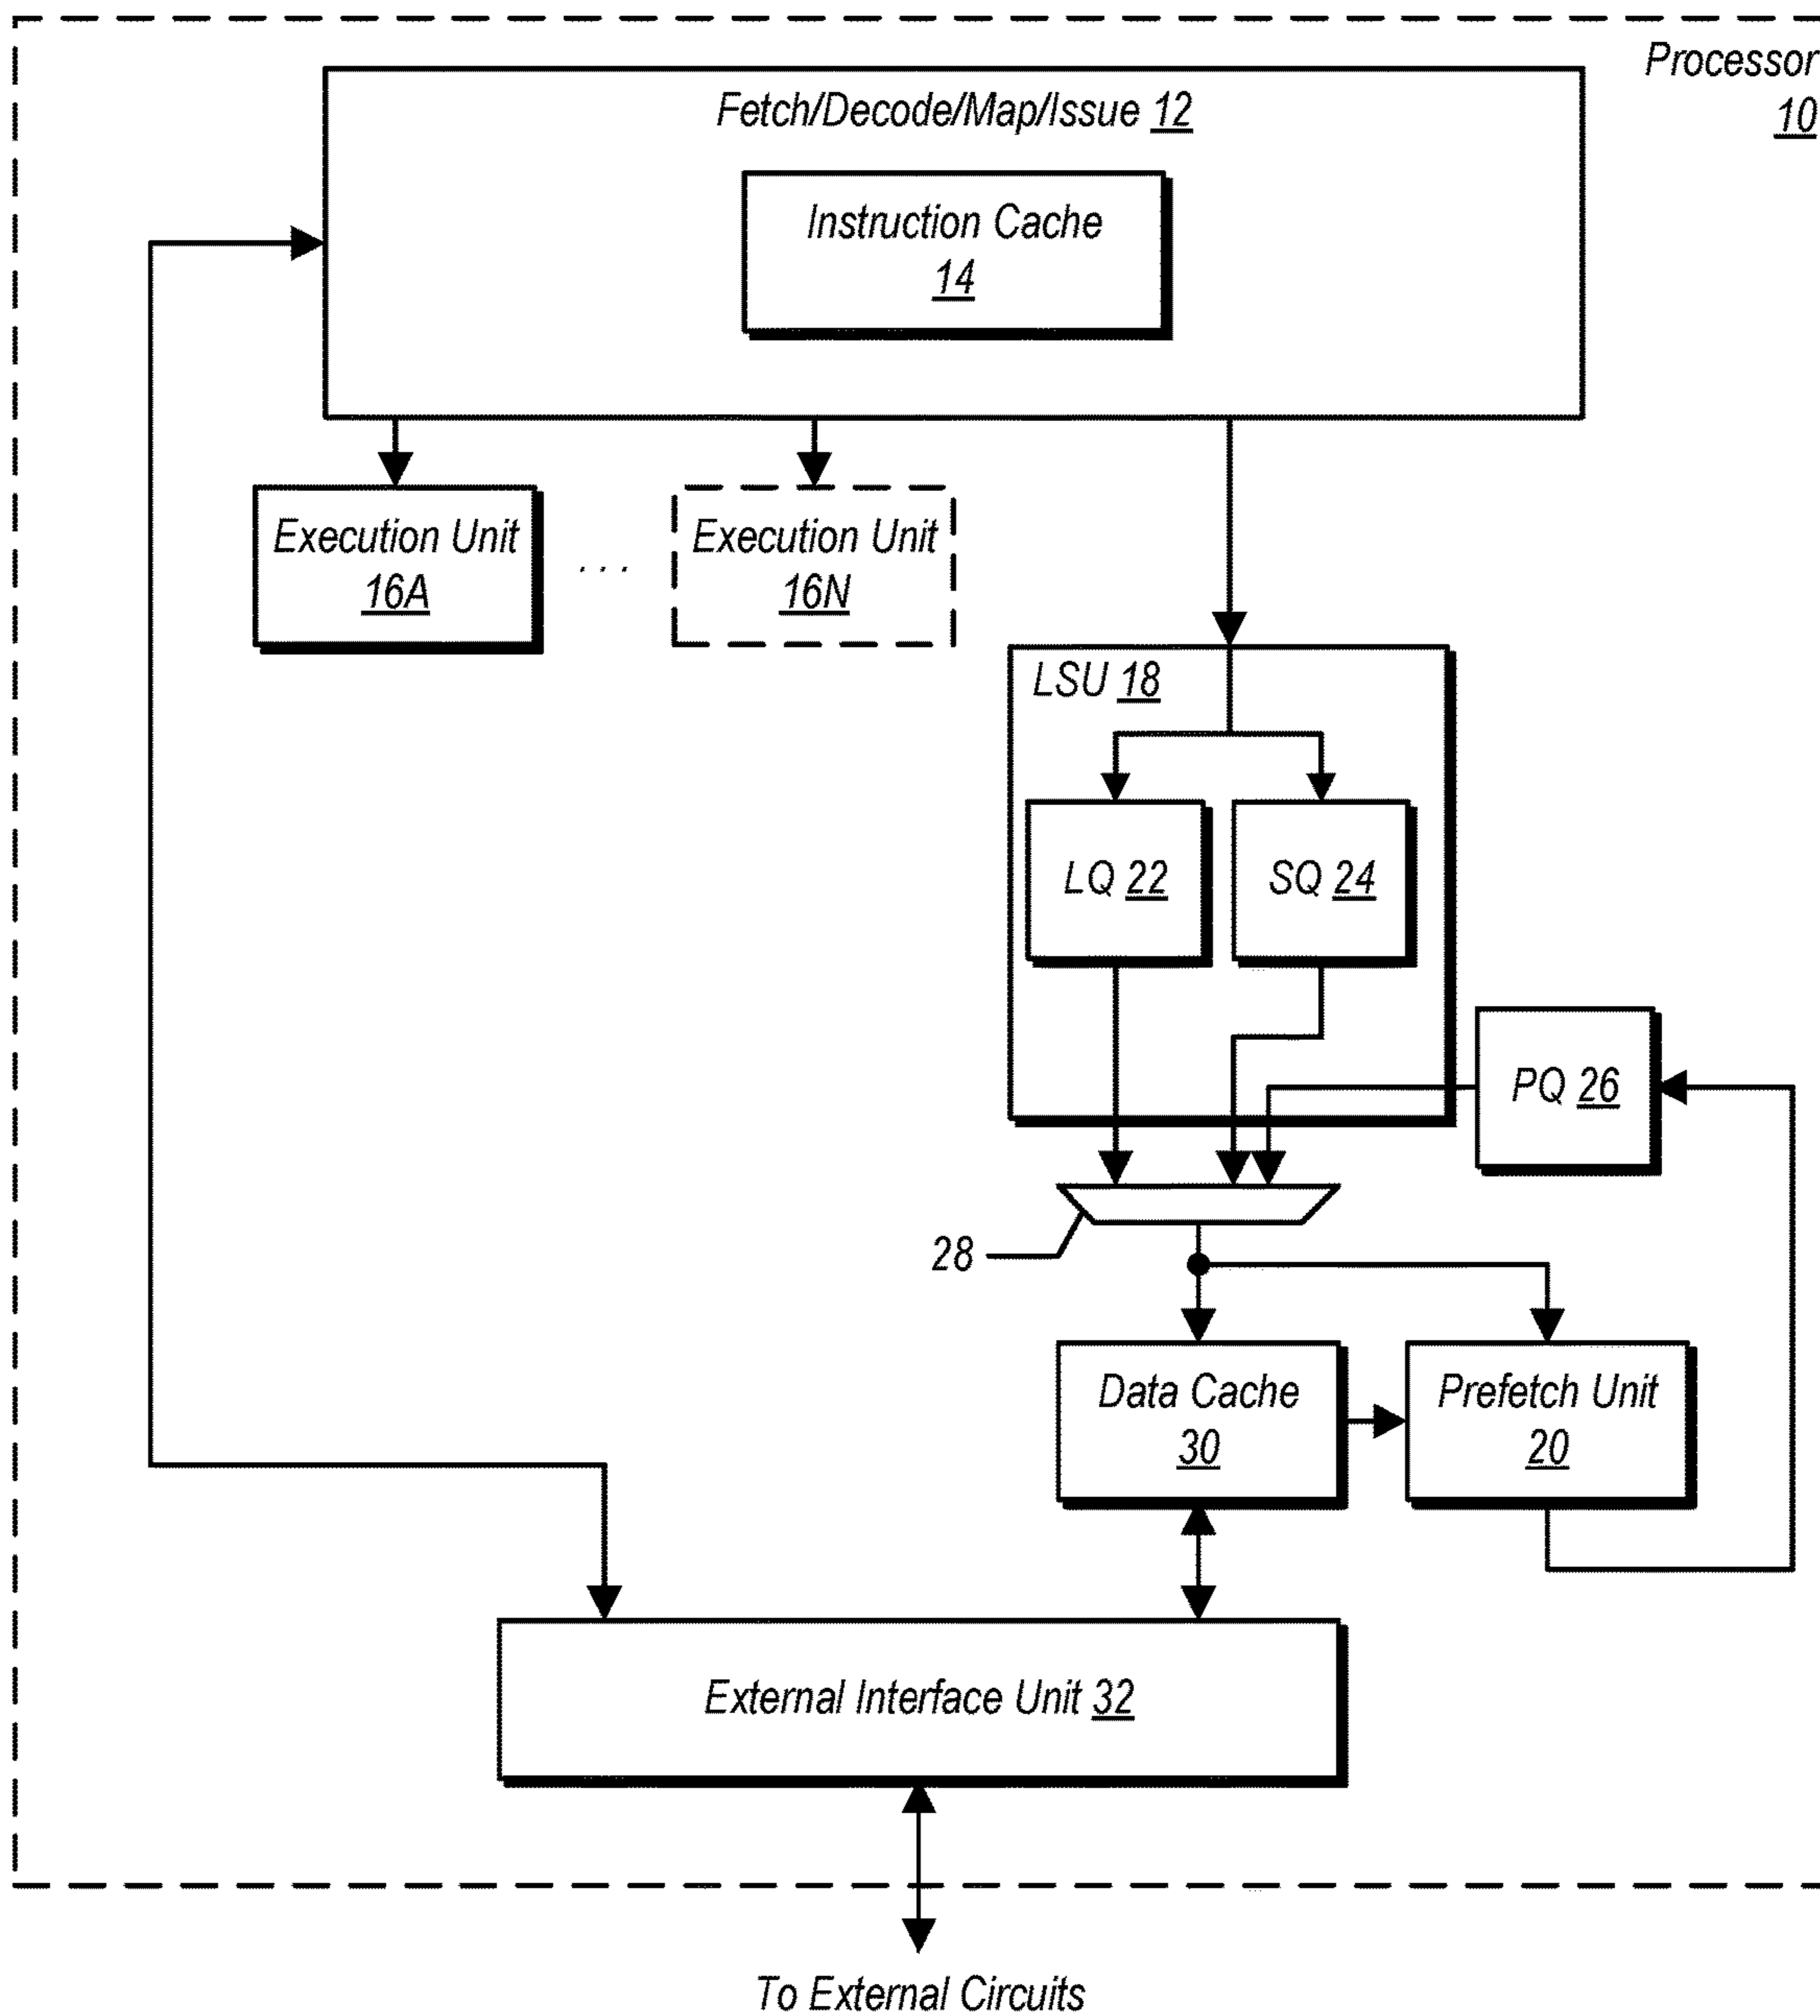 Processor
10
Fetch/Decode/Map/Issue 12
Instruction Cache
14
Execution Unit
16A
. . .
Execution Unit
16N
LSU 18
LQ 22
SQ 24
PQ 26
28
Data Cache
30
Prefetch Unit
20
External Interface Unit 32
To External Circuits